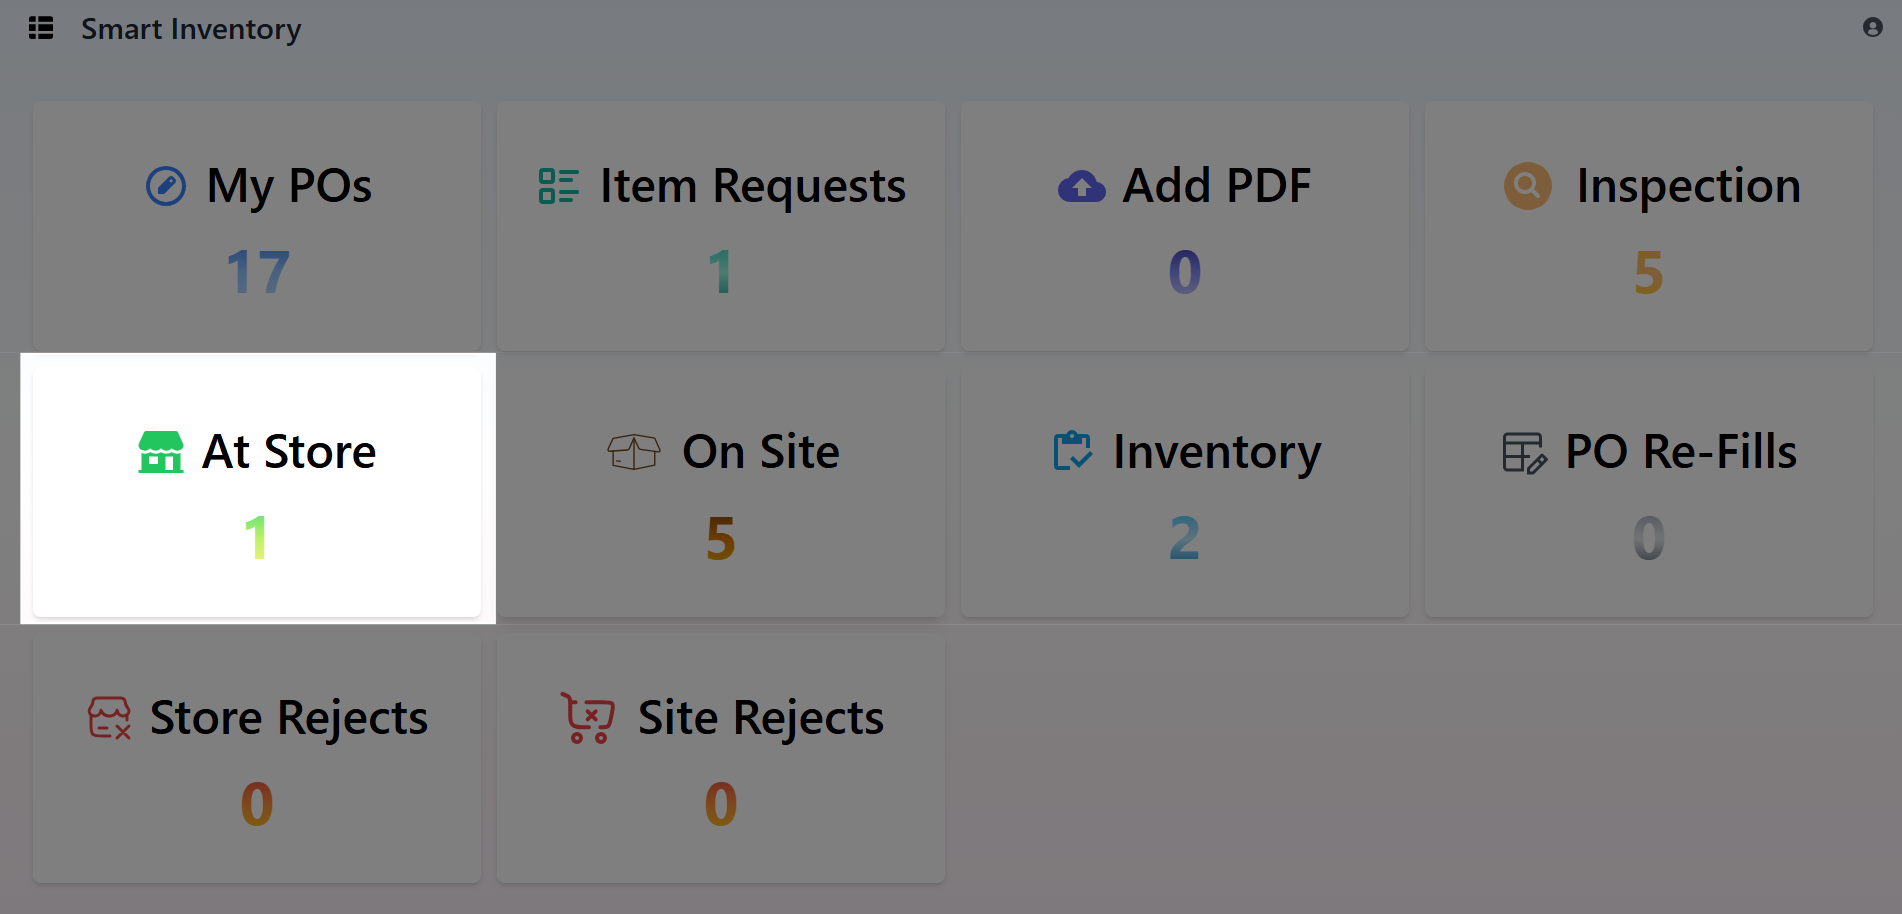 Smart Inventory
My POs
17
Item Requests
1
Add PDF
0
Inspection
5
At Store
1
On Site
5
Inventory
2
PO Re-Fills
0
Store Rejects
0
Site Rejects
0